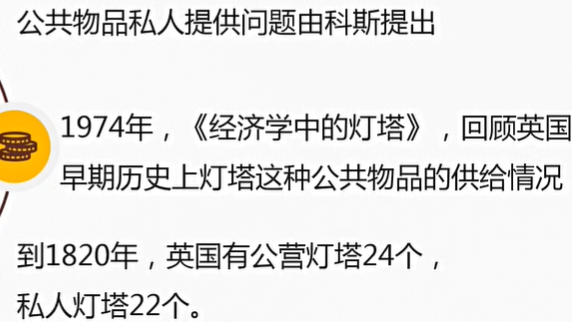 公共物品私人提供问题由科斯提出
1974年，《经济学中的灯塔》，回顾英国
早期历史上灯塔这种公共物品的供给情况
到1820年，英国有公营灯塔24个，
私人灯塔22个。